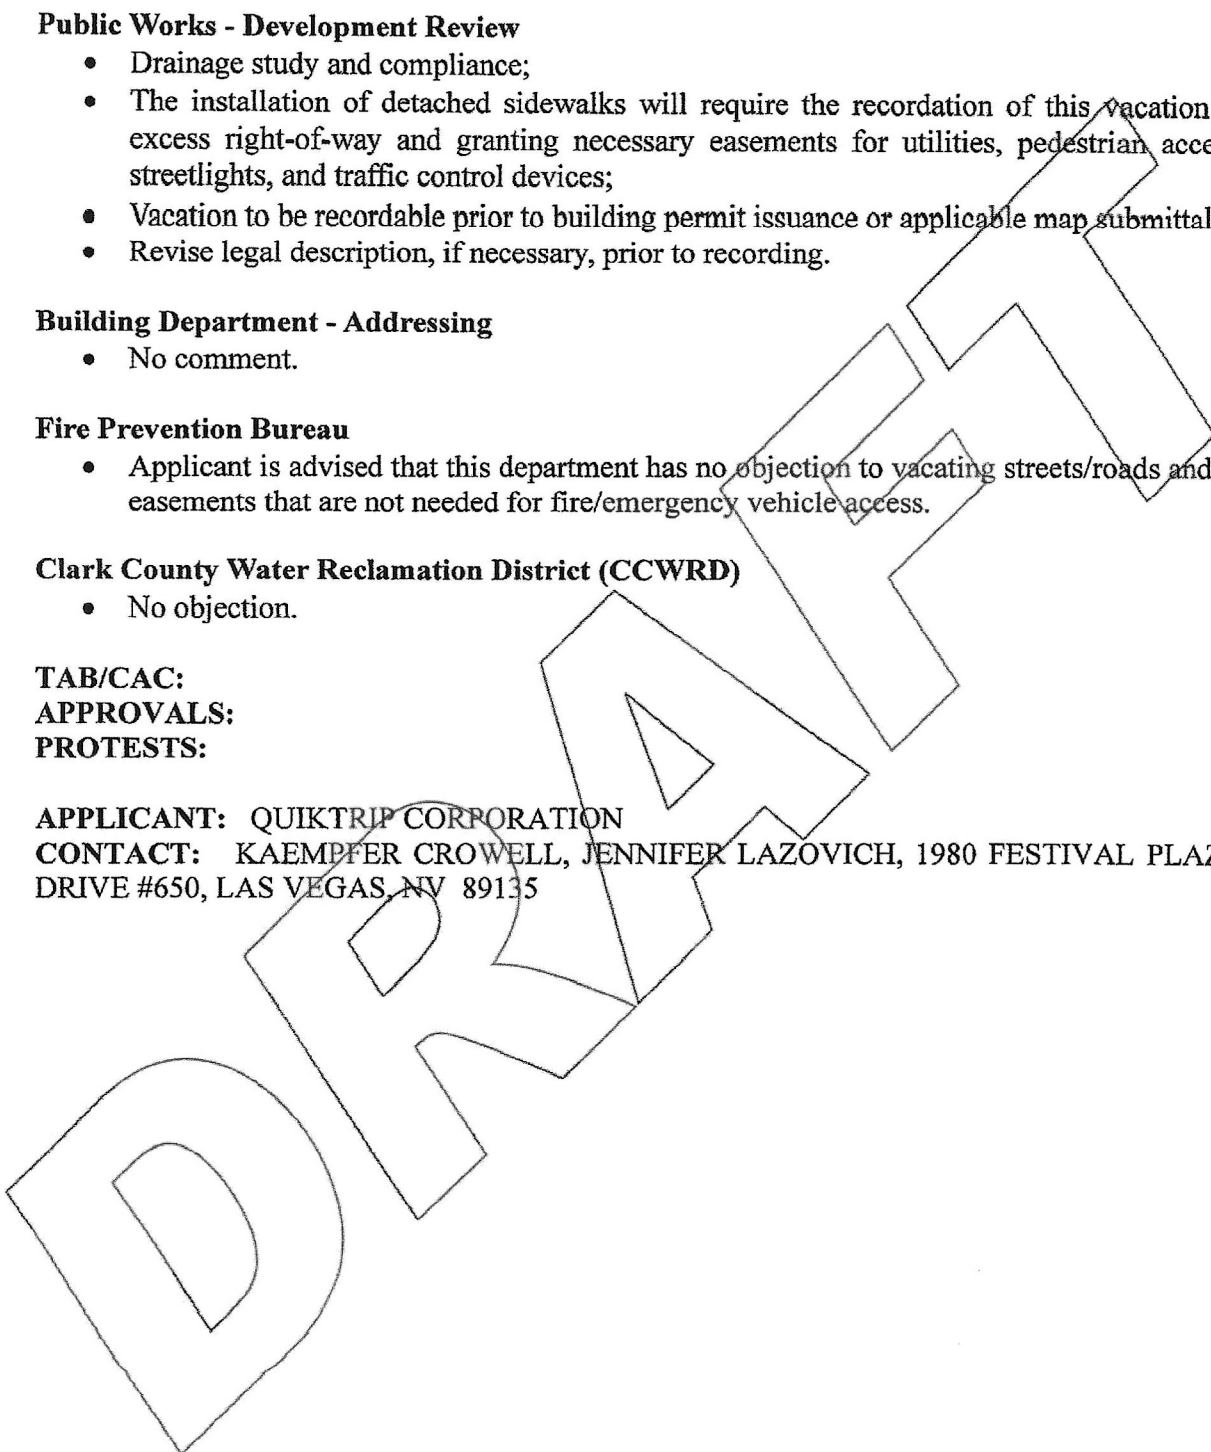 Public Works - Development Review
• Drainage study and compliance;
• The installation of detached sidewalks will require the recordation of this vacation
excess right-of-way and granting necessary easements for utilities, pedestrian acce
streetlights, and traffic control devices;
• Vacation to be recordable prior to building permit issuance or applicable map submittal
• Revise legal description, if necessary, prior to recording.
Building Department - Addressing
• No comment.
Fire Prevention Bureau
• Applicant is advised that this department has no objection to vacating streets/roads and
easements that are not needed for fire/emergency vehicle access.
Clark County Water Reclamation District (CCWRD)
• No objection.
TAB/CAC:
APPROVALS:
PROTESTS:
APPLICANT: QUIKTRIP CORPORATION
CONTACT: KAEMPFER CROWELL, JENNIFER LAZOVICH, 1980 FESTIVAL PLAZ
DRIVE #650, LAS VEGAS, NV 89135
DRAFT